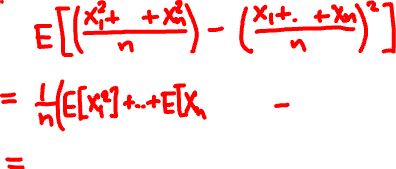 E[(x₁²+ +xₙ²/n) - (x₁+. +xₙ/n)²]
= 1/n(E[x₁²]+..+E[xₙ -
=